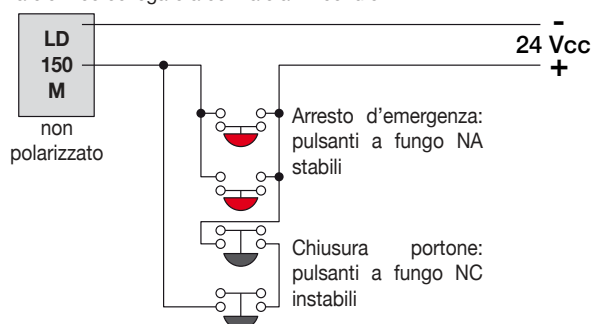 LD
150
M
non
polarizzato
-
24 Vcc
+
Arresto d'emergenza:
pulsanti a fungo NA
stabili
Chiusura portone:
pulsanti a fungo NC
instabili